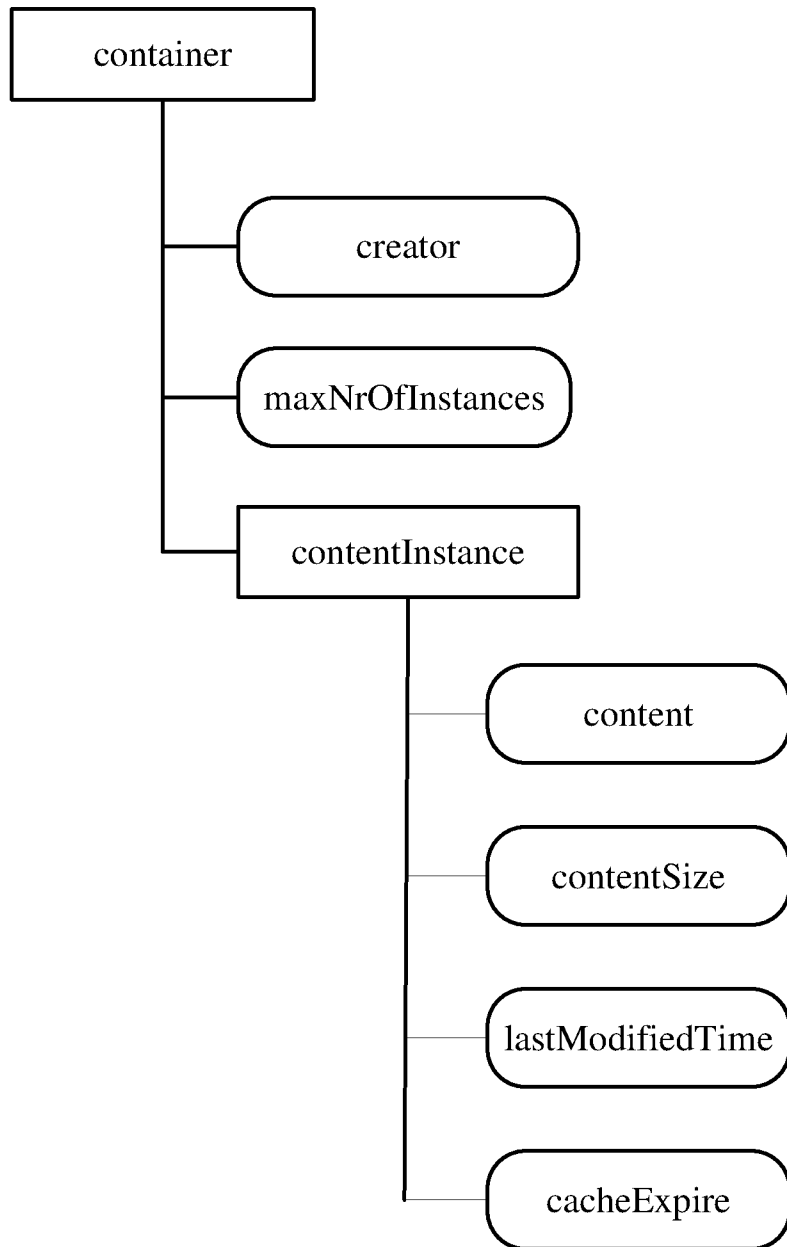 container
creator
maxNrOfInstances
contentInstance
content
contentSize
lastModifiedTime
cacheExpire